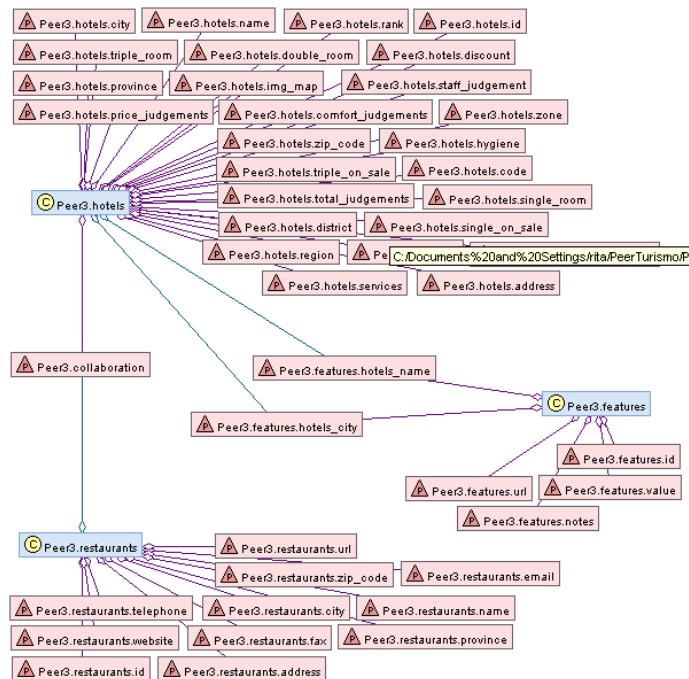 Peer3.hotels.city
Peer3.hotels.name
Peer3.hotels.rank
Peer3.hotels.id
Peer3.hotels.triple_room
Peer3.hotels.double_room
Peer3.hotels.discount
Peer3.hotels.province
Peer3.hotels.img_map
Peer3.hotels.staff_judgement
Peer3.hotels.price_judgements
Peer3.hotels.comfort_judgements
Peer3.hotels.zone
Peer3.hotels.zip_code
Peer3.hotels.hygiene
Peer3.hotels.triple_on_sale
Peer3.hotels.code
Peer3.hotels
Peer3.hotels.total_judgements
Peer3.hotels.single_room
Peer3.hotels.district
Peer3.hotels.single_on_sale
Peer3.hotels.region
C:/Documents%20and%20Settings/rita/PeerTurismo/P
Peer3.hotels.services
Peer3.hotels.address
Peer3.collaboration
Peer3.features.hotels_name
Peer3.features
Peer3.features.hotels_city
Peer3.features.id
Peer3.features.url
Peer3.features.value
Peer3.features.notes
Peer3.restaurants
Peer3.restaurants.url
Peer3.restaurants.zip_code
Peer3.restaurants.email
Peer3.restaurants.telephone
Peer3.restaurants.city
Peer3.restaurants.name
Peer3.restaurants.website
Peer3.restaurants.fax
Peer3.restaurants.province
Peer3.restaurants.id
Peer3.restaurants.address